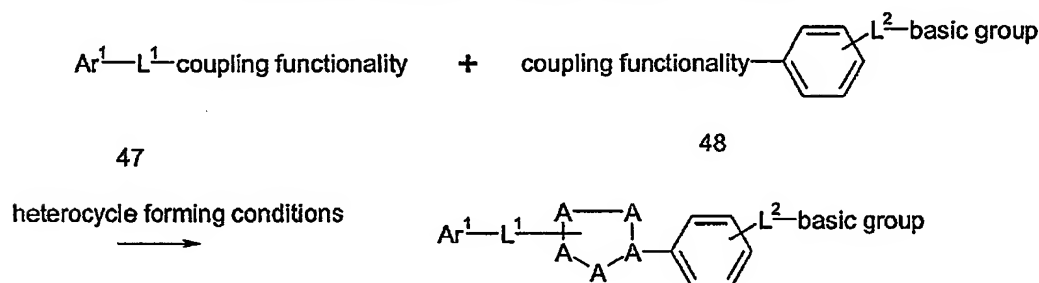 Ar¹—L¹—coupling functionality + coupling functionality—L²—basic group
47 48
heterocycle forming conditions
Ar¹—L¹—A A A A A—L²—basic group